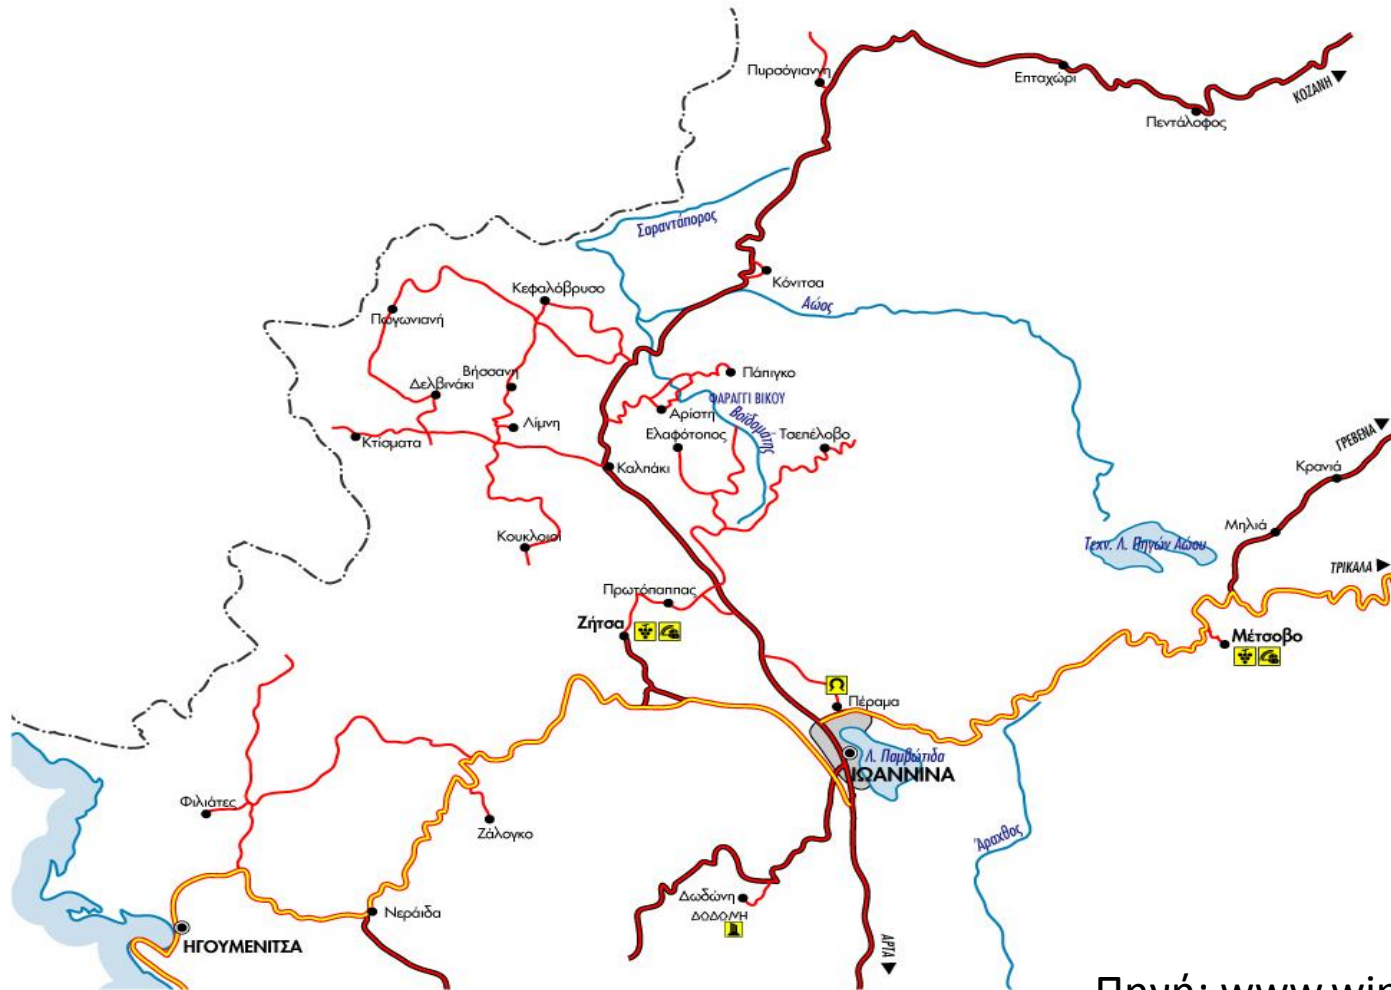 Πυρσόγιαννη
Επταχώρι
ΚΟΖΑΝΗ
Πεντάλοφος
Σαραντάπορος
Κόνιτσα
Κεφαλόβρυσο
Αώος
Πωγωνιανή
Βήσσανη
Πάπιγκο
Δελβινάκι
ΦΑΡΑΓΓΙ ΒΙΚΟΥ
Αρίστη
Βοϊδομάτης
Λίμνη
Κτίσματα
Ελαφότοπος
Τσεπέλοβο
ΓΡΕΒΕΝΑ
Καλπάκι
Κρανιά
Μηλιά
Κουκλιοί
Τεχν. Λ. Πηγών Αώου
ΤΡΙΚΑΛΑ
Πρωτόπαππας
Ζήτσα
Μέτσοβο
Πέραμα
Λ. Παμβώτιδα
ΙΩΑΝΝΙΝΑ
Φιλιάτες
Ζάλογκο
Άραχθος
Δωδώνη
ΔΩΔΩΝΗ
Νεράιδα
ΗΓΟΥΜΕΝΙΤΣΑ
ΑΡΤΑ